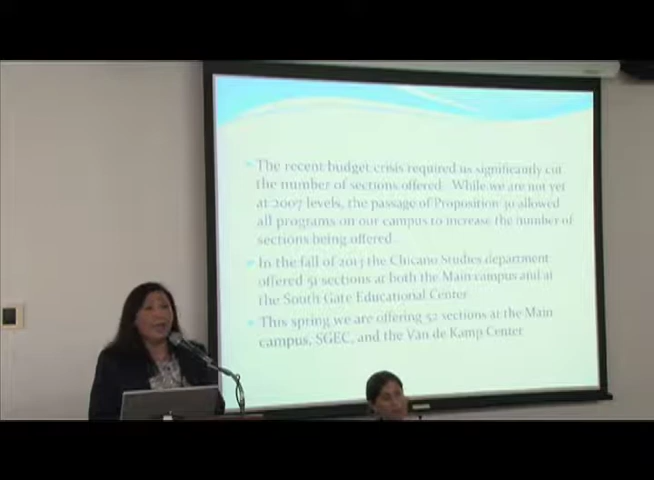 The recent budget crisis required us significantly cut
the number of sections offered. While we are not yet
at 2007 levels, the passage of Proposition 30 allowed
all programs on our campus to increase the number of
sections being offered.
In the fall of 2013 the Chicano Studies department
offered 51 sections at both the Main campus and at
the South Gate Educational Center.
This spring we are offering 52 sections at the Main
campus, SGEC, and the Van de Kamp Center.